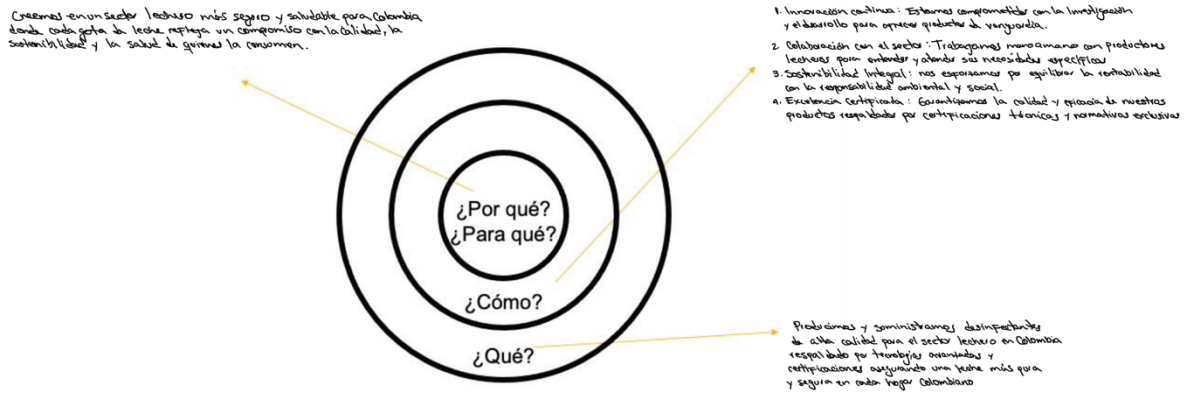 Creemos en un sector lechero más seguro y saludable para Colombia
donde cada gota de leche refleja un compromiso con la calidad, la
sostenibilidad y la salud de quienes la consumen.
1. Innovación continua: Estamos comprometidos con la investigación
y el desarrollo para ofrecer productos de vanguardia.
2. Colaboración con el sector: Trabajamos mano a mano con productores
lecheros para entender y atender sus necesidades específicas
3. Sostenibilidad Integral: nos esforzamos por equilibrar la rentabilidad
con la responsabilidad ambiental y social.
4. Excelencia Certificada: Garantizamos la calidad y eficacia de nuestros
productos respaldados por certificaciones técnicas y normativas exclusivas
¿Por qué?
¿Para qué?
¿Cómo?
¿Qué?
Producimos y suministramos desinfectantes
de alta calidad para el sector lechero en Colombia
respaldado por tecnologías avanzadas y
certificaciones asegurando una leche más pura
y segura en cada hogar Colombiano